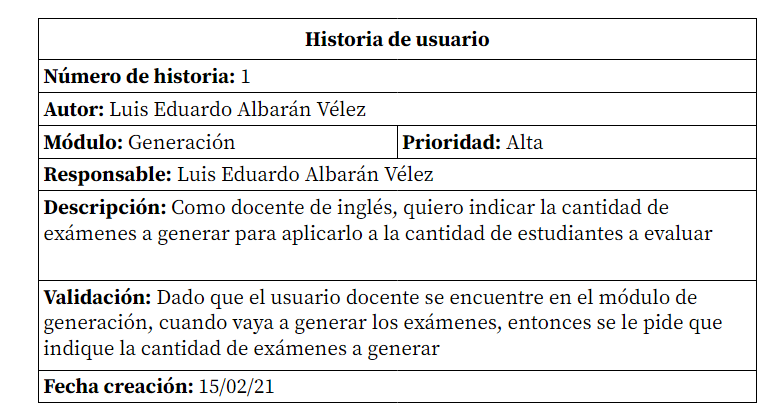 Historia de usuario
Número de historia: 1
Autor: Luis Eduardo Albarán Vélez
Módulo: Generación
Prioridad: Alta
Responsable: Luis Eduardo Albarán Vélez
Descripción: Como docente de inglés, quiero indicar la cantidad de
exámenes a generar para aplicarlo a la cantidad de estudiantes a evaluar
Validación: Dado que el usuario docente se encuentre en el módulo de
generación, cuando vaya a generar los exámenes, entonces se le pide que
indique la cantidad de exámenes a generar
Fecha creación: 15/02/21